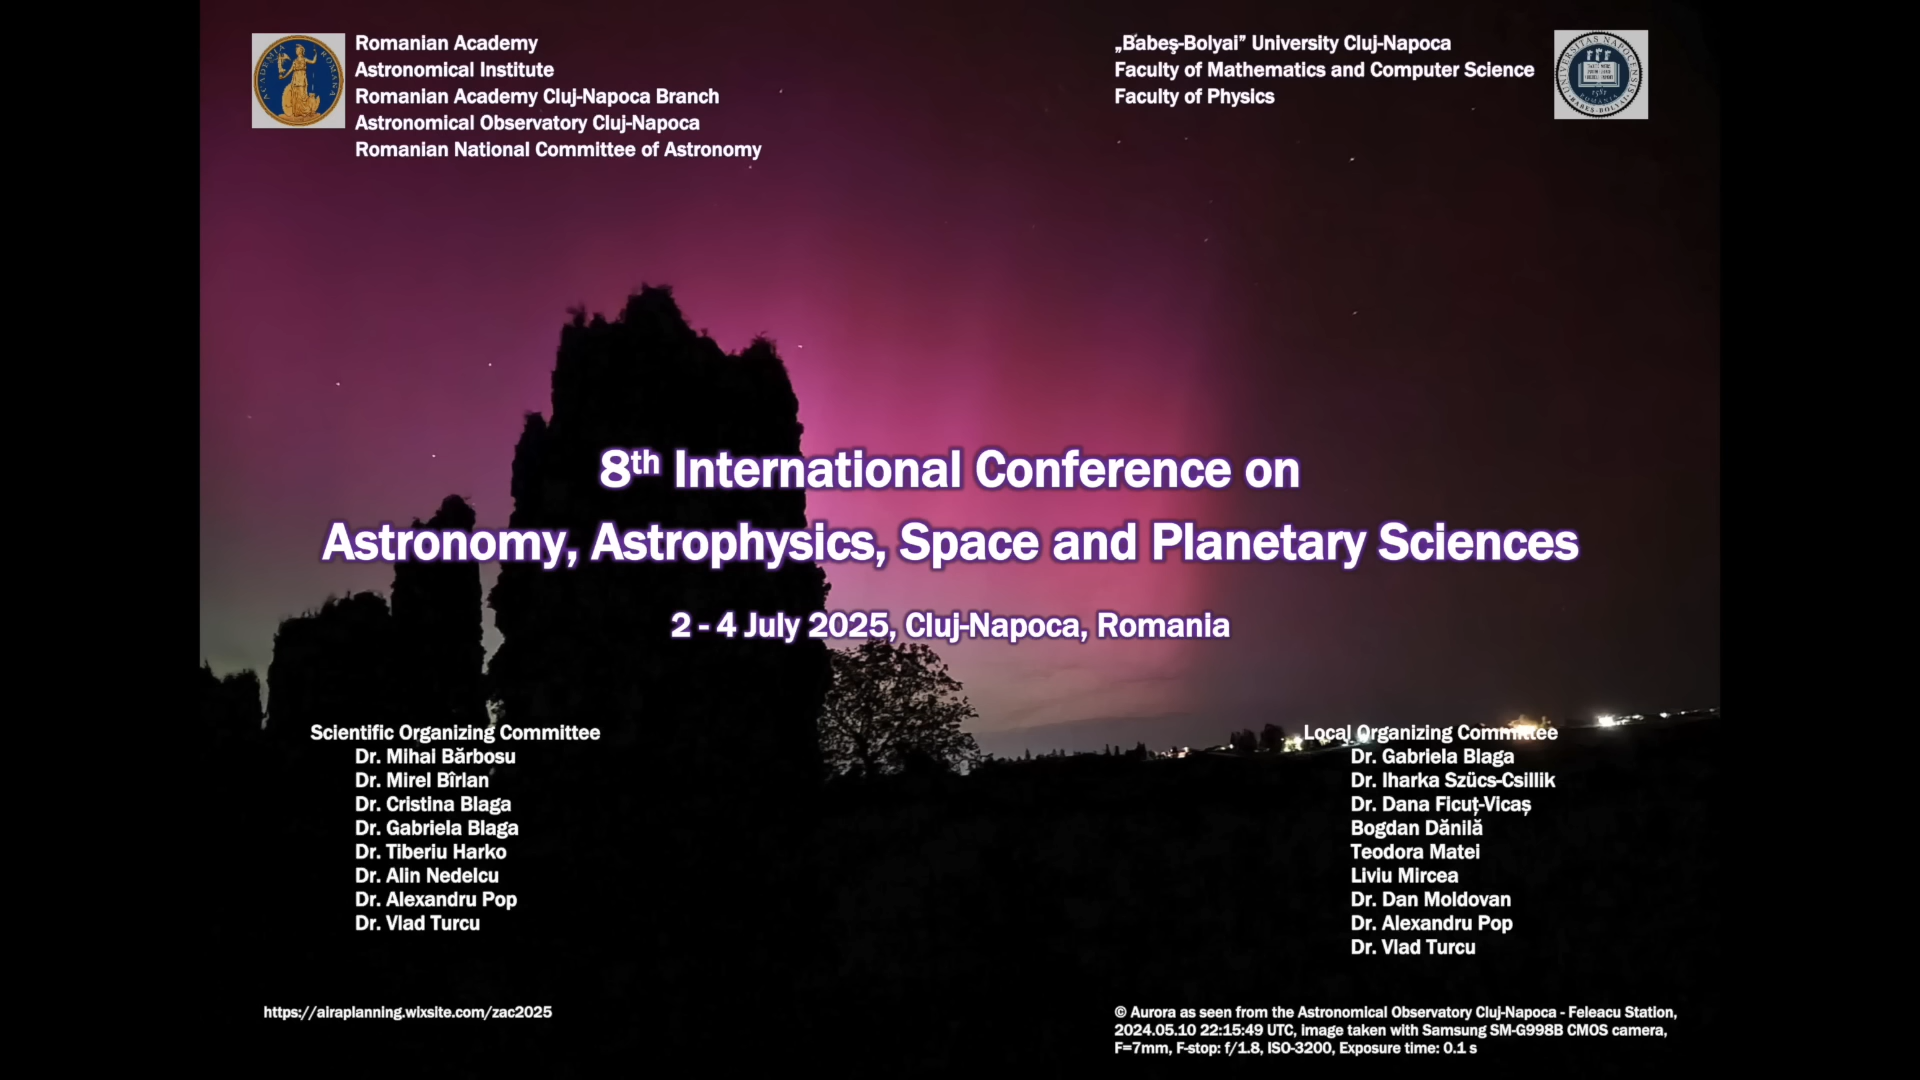 Romanian Academy
Astronomical Institute
Romanian Academy Cluj-Napoca Branch
Astronomical Observatory Cluj-Napoca
Romanian National Committee of Astronomy
„Babeş-Bolyai” University Cluj-Napoca
Faculty of Mathematics and Computer Science
Faculty of Physics
8th International Conference on
Astronomy, Astrophysics, Space and Planetary Sciences
2 - 4 July 2025, Cluj-Napoca, Romania
Scientific Organizing Committee
Dr. Mihai Bărbosu
Dr. Mirel Bîrlan
Dr. Cristina Blaga
Dr. Gabriela Blaga
Dr. Tiberiu Harko
Dr. Alin Nedelcu
Dr. Alexandru Pop
Dr. Vlad Turcu
Local Organizing Committee
Dr. Gabriela Blaga
Dr. Iharka Szücs-Csillik
Dr. Dana Ficuț-Vicaș
Bogdan Dănilă
Teodora Matei
Liviu Mircea
Dr. Dan Moldovan
Dr. Alexandru Pop
Dr. Vlad Turcu
https://airaplanning.wixsite.com/zac2025
© Aurora as seen from the Astronomical Observatory Cluj-Napoca - Feleacu Station,
2024.05.10 22:15:49 UTC, image taken with Samsung SM-G998B CMOS camera,
F=7mm, F-stop: f/1.8, ISO-3200, Exposure time: 0.1 s